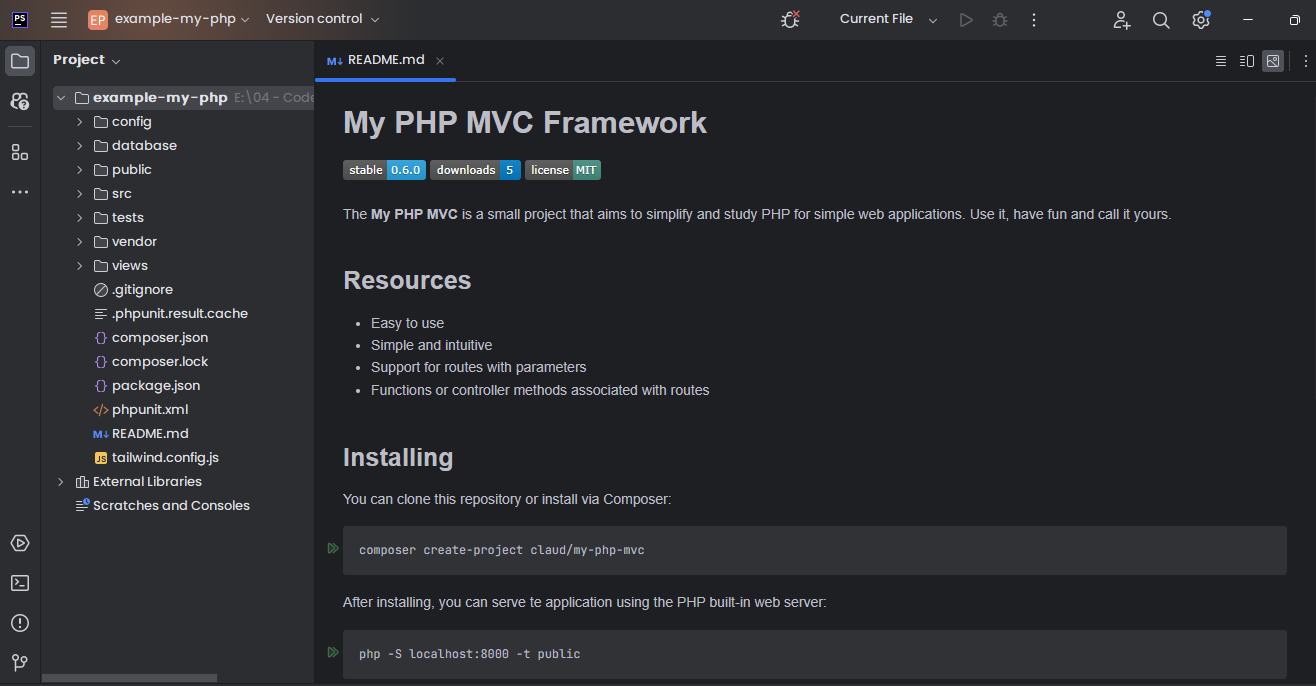 PS
EP example-my-php Version control Current File
Project
README.md
example-my-php E:\04 - Code
config
database
public
src
tests
vendor
views
.gitignore
.phpunit.result.cache
composer.json
composer.lock
package.json
phpunit.xml
README.md
tailwind.config.js
External Libraries
Scratches and Consoles
My PHP MVC Framework
stable 0.6.0 downloads 5 license MIT
The My PHP MVC is a small project that aims to simplify and study PHP for simple web applications. Use it, have fun and call it yours.
Resources
Easy to use
Simple and intuitive
Support for routes with parameters
Functions or controller methods associated with routes
Installing
You can clone this repository or install via Composer:
composer create-project claud/my-php-mvc
After installing, you can serve te application using the PHP built-in web server:
php -S localhost:8000 -t public